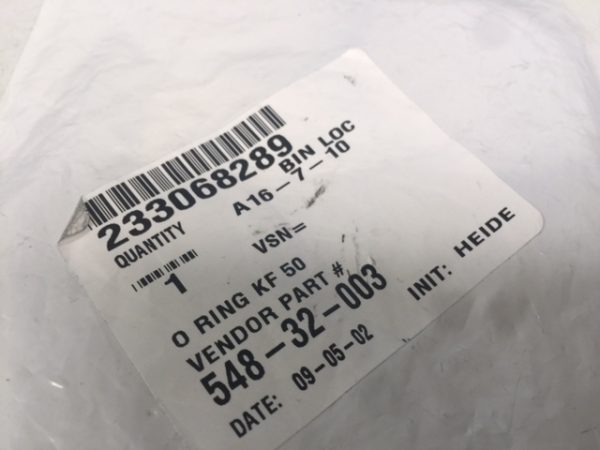 233068289
QUANTITY
BIN LOC
A16-7-10
1
VSN=
O RING KF 50
VENDOR PART #
548-32-003
DATE: 09-05-02
INIT: HEIDE